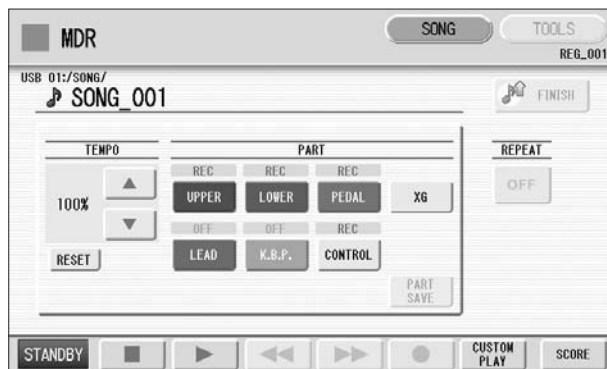 MDR
SONG
TOOLS
REG_001
USB 01:/SONG/
SONG_001
FINISH
TEMPO
PART
REPEAT
REC REC REC
100%
UPPER LOWER PEDAL XG
OFF
OFF OFF REC
RESET
LEAD K.B.P. CONTROL
PART
SAVE
STANDBY
CUSTOM
PLAY
SCORE